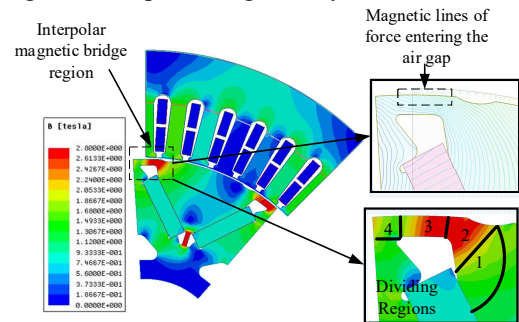 Interpolar
magnetic bridge
region
Magnetic lines of
force entering the
air gap
B [tesla]
2.8000E+000
2.6133E+000
2.4267E+000
2.2400E+000
2.0533E+000
1.8667E+000
1.6800E+000
1.4933E+000
1.3067E+000
1.1200E+000
9.3333E-001
7.4667E-001
5.6000E-001
3.7333E-001
1.8667E-001
0.0000E+000
4 3 2
1
Dividing
Regions